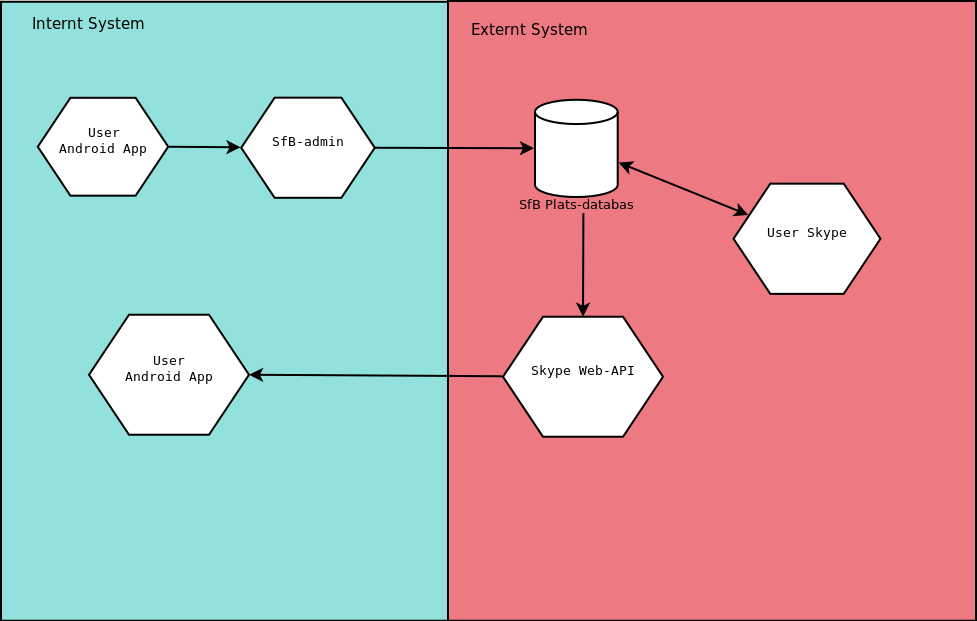 Internt System
Externt System
User
Android App
SfB-admin
SfB Plats-databas
User Skype
User
Android App
Skype Web-API